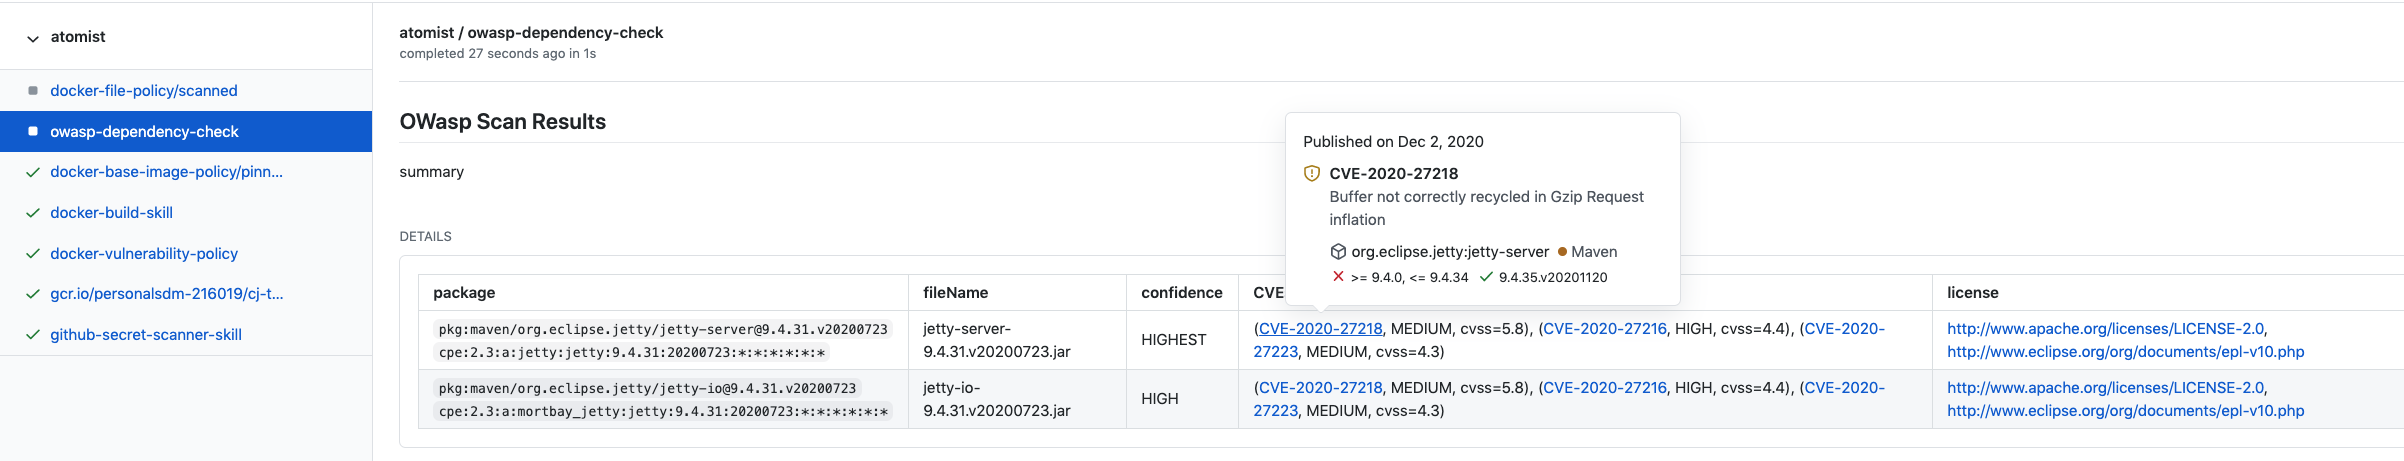 atomist
docker-file-policy/scanned
owasp-dependency-check
docker-base-image-policy/pinn...
docker-build-skill
docker-vulnerability-policy
gcr.io/personalsdm-216019/cj-t...
github-secret-scanner-skill
atomist / owasp-dependency-check
completed 27 seconds ago in 1s
OWasp Scan Results
summary
Published on Dec 2, 2020
CVE-2020-27218
Buffer not correctly recycled in Gzip Request
inflation
org.eclipse.jetty:jetty-server Maven
>= 9.4.0, <= 9.4.34 9.4.35.v20201120
DETAILS
package fileName confidence CVE license
pkg:maven/org.eclipse.jetty/jetty-server@9.4.31.v20200723
cpe:2.3:a:jetty:jetty:9.4.31:20200723:*:*:*:*:*:*
jetty-server-
9.4.31.v20200723.jar
HIGHEST
(CVE-2020-27218, MEDIUM, cvss=5.8), (CVE-2020-27216, HIGH, cvss=4.4), (CVE-2020-
27223, MEDIUM, cvss=4.3)
http://www.apache.org/licenses/LICENSE-2.0,
http://www.eclipse.org/org/documents/epl-v10.php
pkg:maven/org.eclipse.jetty/jetty-io@9.4.31.v20200723
cpe:2.3:a:mortbay_jetty:jetty:9.4.31:20200723:*:*:*:*:*:*
jetty-io-
9.4.31.v20200723.jar
HIGH
(CVE-2020-27218, MEDIUM, cvss=5.8), (CVE-2020-27216, HIGH, cvss=4.4), (CVE-2020-
27223, MEDIUM, cvss=4.3)
http://www.apache.org/licenses/LICENSE-2.0,
http://www.eclipse.org/org/documents/epl-v10.php